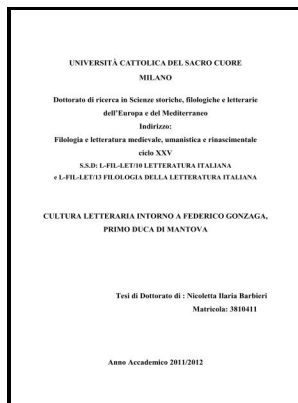 UNIVERSITÀ CATTOLICA DEL SACRO CUORE
MILANO
Dottorato di ricerca in Scienze storiche, filologiche e letterarie
dell'Europa e del Mediterraneo
Indirizzo:
Filologia e letteratura medievale, umanistica e rinascimentale
ciclo XXV
S.S.D: L-FIL-LET/10 LETTERATURA ITALIANA
e L-FIL-LET/13 FILOLOGIA DELLA LETTERATURA ITALIANA
CULTURA LETTERARIA INTORNO A FEDERICO GONZAGA,
PRIMO DUCA DI MANTOVA
Tesi di Dottorato di : Nicoletta Ilaria Barbieri
Matricola: 3810411
Anno Accademico 2011/2012